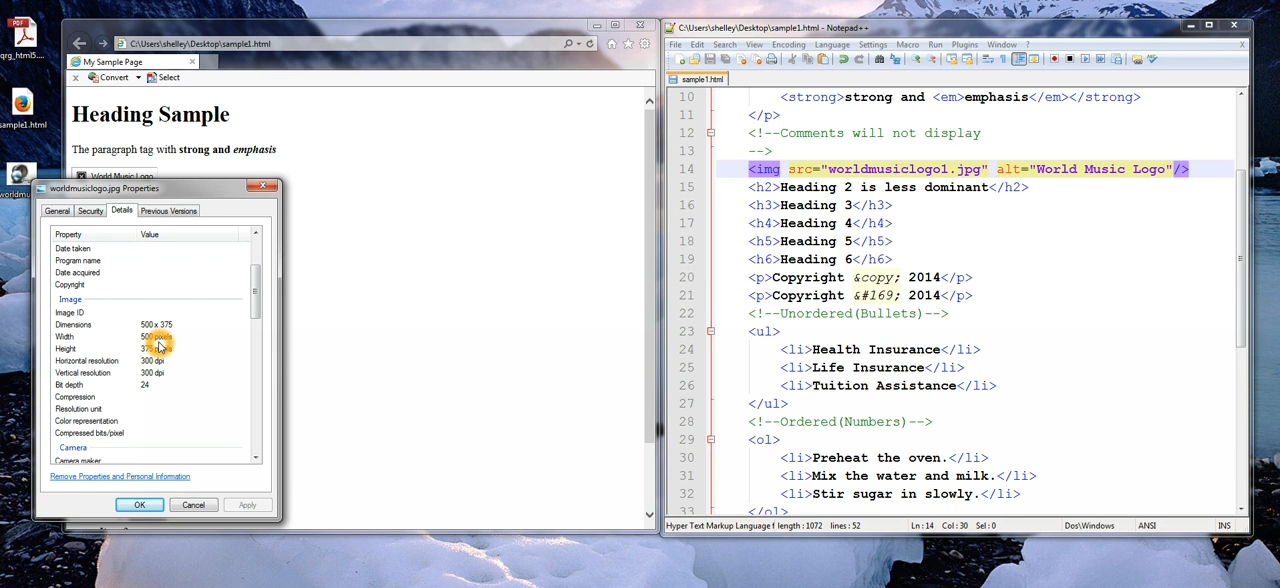 PDF
qrg_html5....
sample1.html
worldmus
C:\Users\shelley\Desktop\sample1.html
My Sample Page
x Convert Select
Heading Sample
The paragraph tag with strong and emphasis
World Music Logo
worldmusiclogo.jpg Properties
General Security Details Previous Versions
Property Value
Date taken
Program name
Date acquired
Copyright
Image
Image ID
Dimensions 500 x 375
Width 500 pixels
Height 375 pixels
Horizontal resolution 300 dpi
Vertical resolution 300 dpi
Bit depth 24
Compression
Resolution unit
Color representation
Compressed bits/pixel
Camera
Camera maker
Remove Properties and Personal Information
OK Cancel Apply
C:\Users\shelley\Desktop\sample1.html - Notepad++
File Edit Search View Encoding Language Settings Macro Run Plugins Window ? X
sample1.html
10 <strong>strong and <em>emphasis</em></strong>
11 </p>
12 <!--Comments will not display
13 -->
14 <img src="worldmusiclogo1.jpg" alt="World Music Logo"/>
15 <h2>Heading 2 is less dominant</h2>
16 <h3>Heading 3</h3>
17 <h4>Heading 4</h4>
18 <h5>Heading 5</h5>
19 <h6>Heading 6</h6>
20 <p>Copyright &copy; 2014</p>
21 <p>Copyright &#169; 2014</p>
22 <!--Unordered(Bullets)-->
23 <ul>
24 <li>Health Insurance</li>
25 <li>Life Insurance</li>
26 <li>Tuition Assistance</li>
27 </ul>
28 <!--Ordered(Numbers)-->
29 <ol>
30 <li>Preheat the oven.</li>
31 <li>Mix the water and milk.</li>
32 <li>Stir sugar in slowly.</li>
33 </ol>
Hyper Text Markup Language f length : 1072 lines : 52 Ln : 14 Col : 30 Sel : 0 Dos\Windows ANSI INS